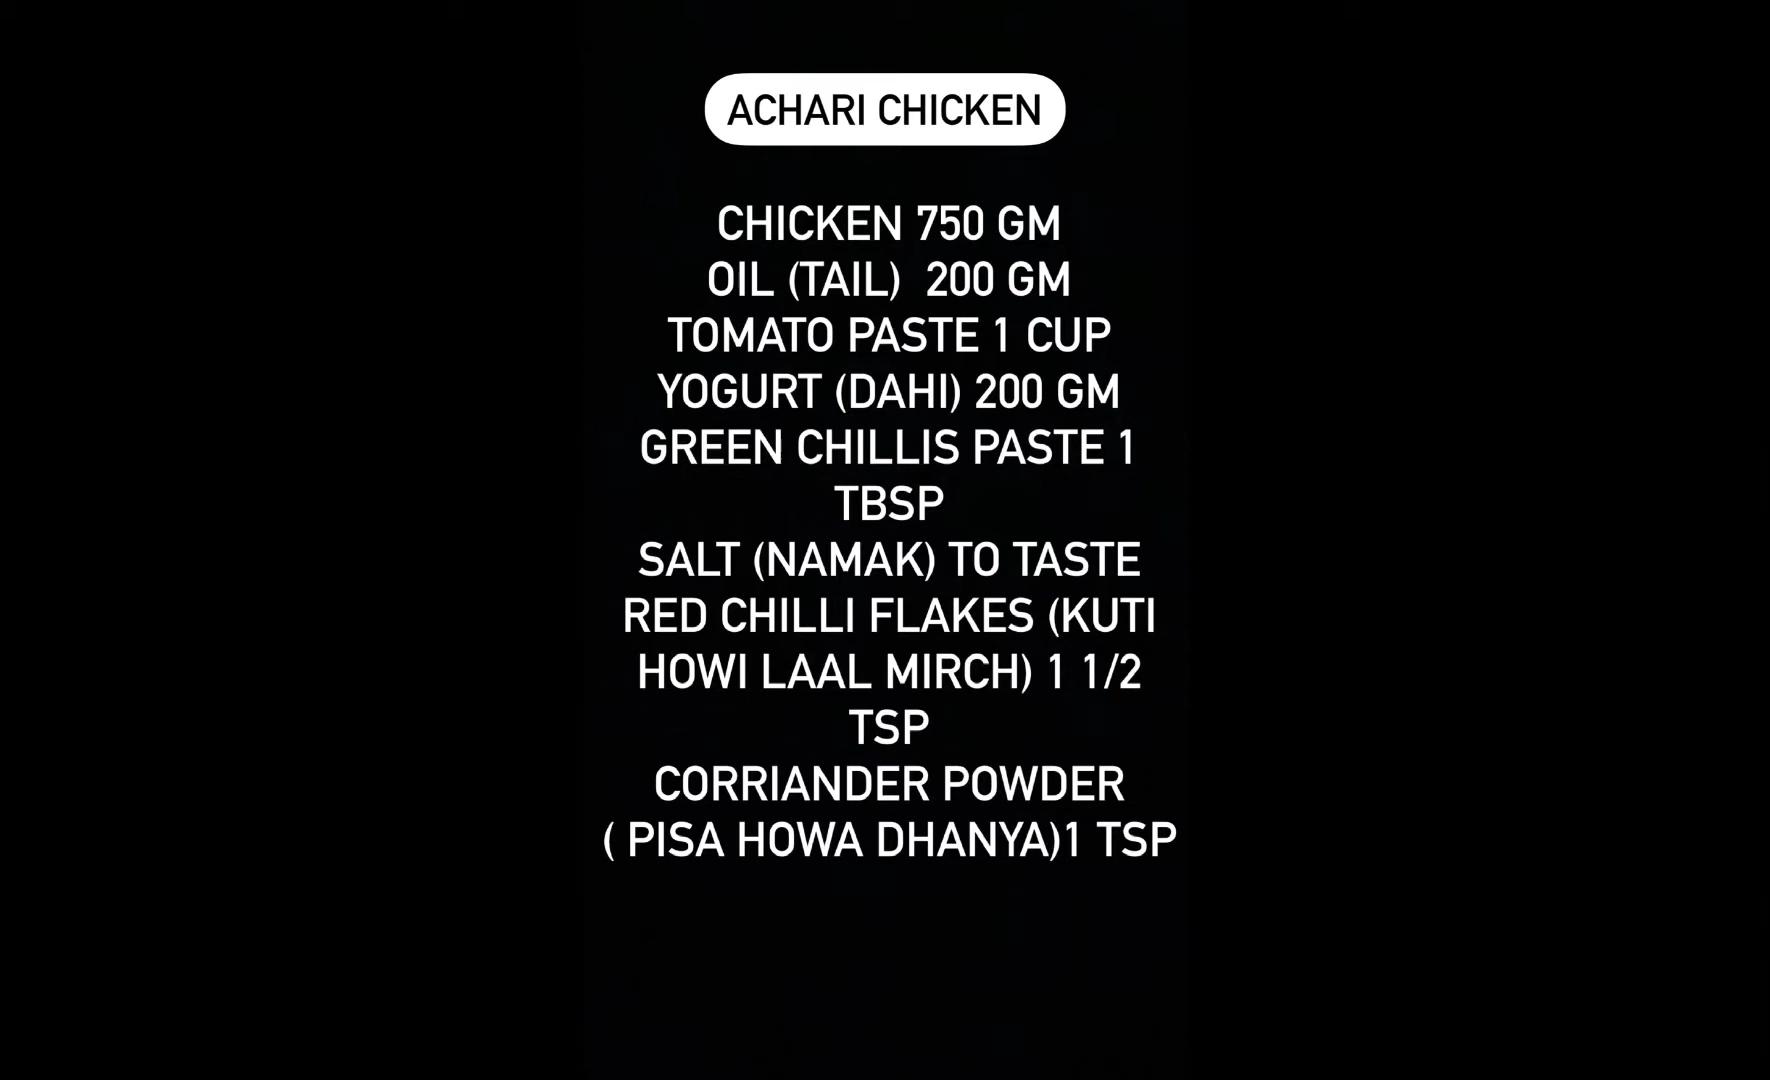 ACHARI CHICKEN
CHICKEN 750 GM
OIL (TAIL)  200 GM
TOMATO PASTE 1 CUP
YOGURT (DAHI) 200 GM
GREEN CHILLIS PASTE 1
TBSP
SALT (NAMAK) TO TASTE
RED CHILLI FLAKES (KUTI
HOWI LAAL MIRCH) 1 1/2
TSP
CORRIANDER POWDER
( PISA HOWA DHANYA)1 TSP